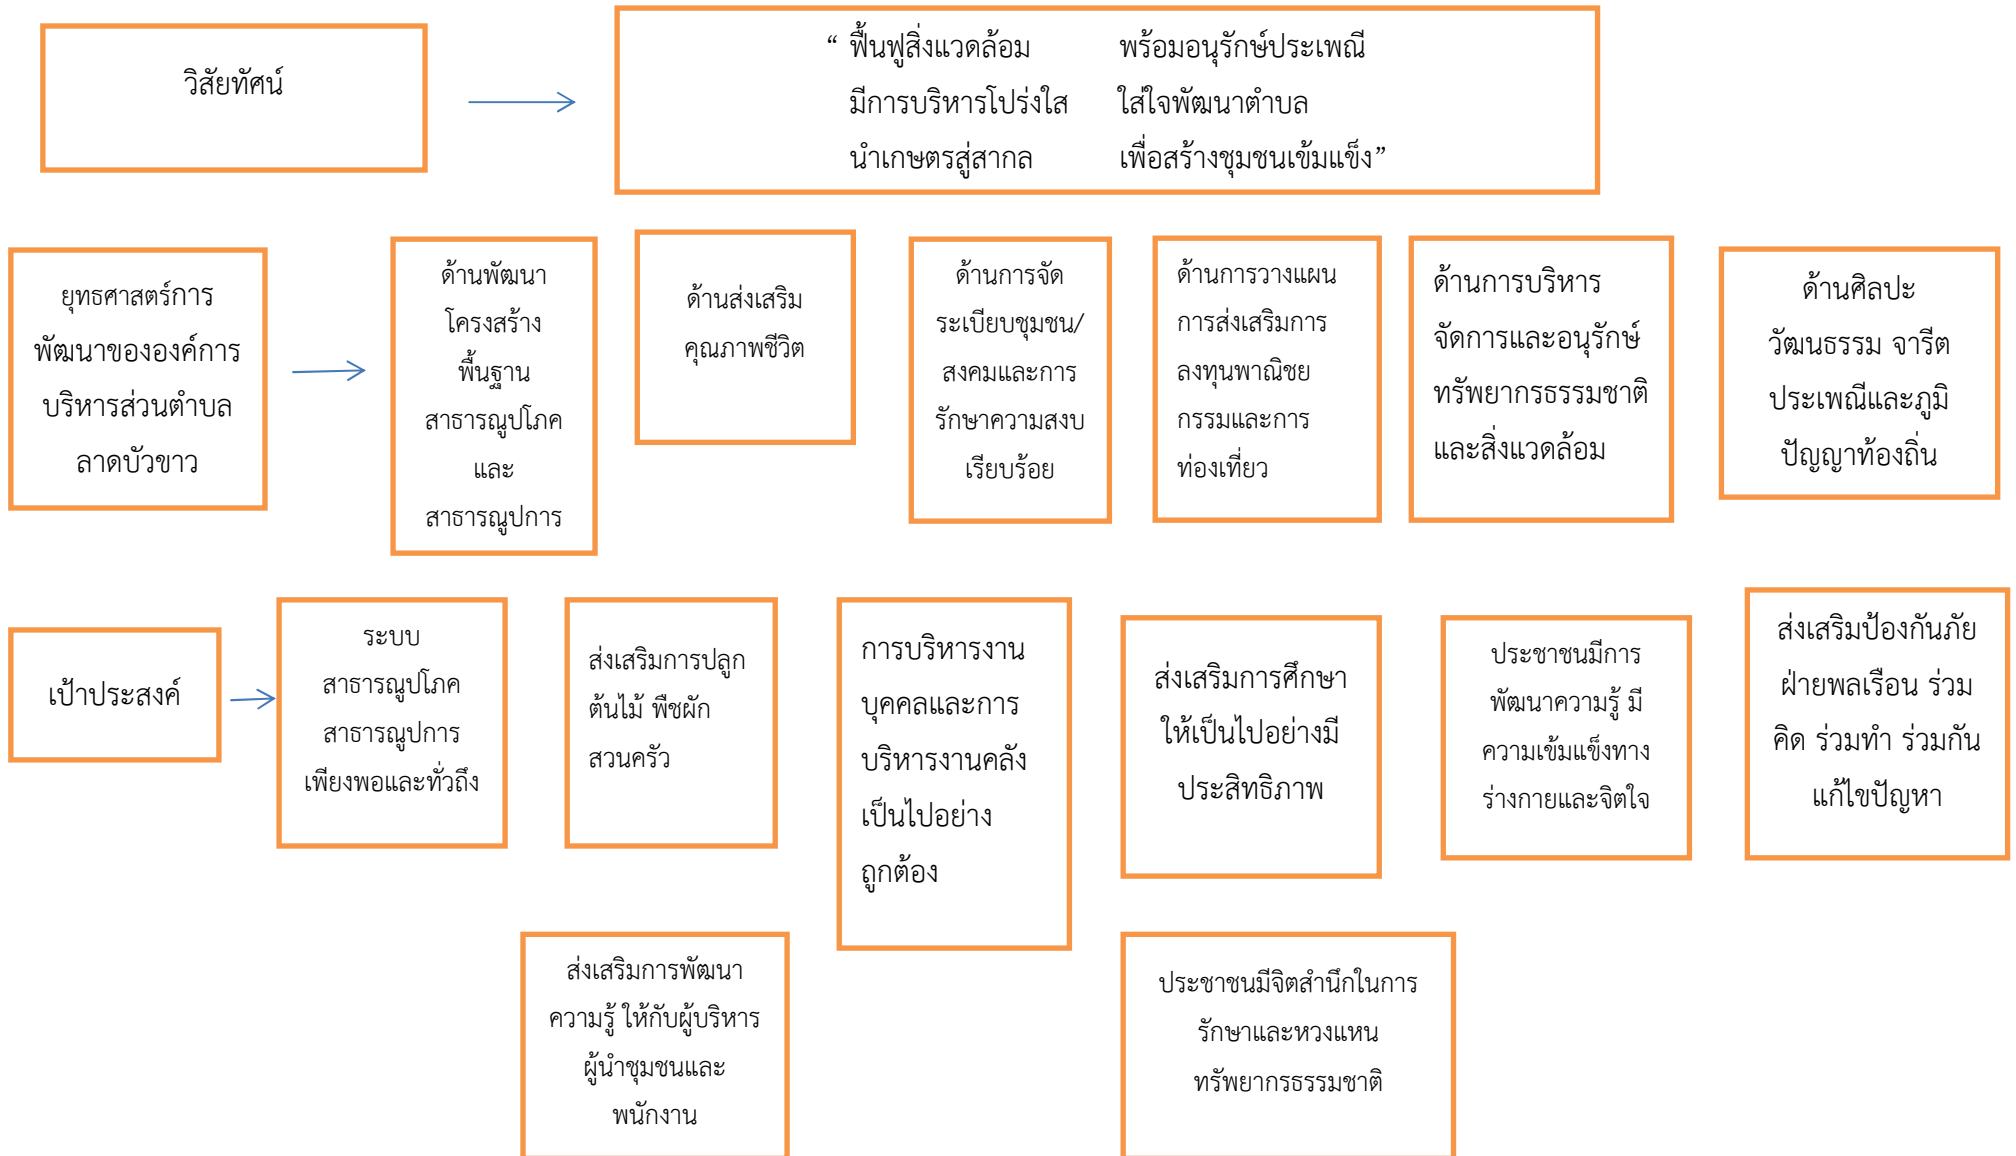 วิสัยทัศน์
“ ฟื้นฟูสิ่งแวดล้อม พร้อมอนุรักษ์ประเพณี
มีการบริหารโปร่งใส ใส่ใจพัฒนาตำบล
นำเกษตรสู่สากล เพื่อสร้างชุมชนเข้มแข็ง”
ยุทธศาสตร์การ
พัฒนาขององค์การ
บริหารส่วนตำบล
ลาดบัวขาว
ด้านพัฒนา
โครงสร้าง
พื้นฐาน
สาธารณูปโภค
และ
สาธารณูปการ
ด้านส่งเสริม
คุณภาพชีวิต
ด้านการจัด
ระเบียบชุมชน/
สังคมและการ
รักษาความสงบ
เรียบร้อย
ด้านการวางแผน
การส่งเสริมการ
ลงทุนพาณิชย
กรรมและการ
ท่องเที่ยว
ด้านการบริหาร
จัดการและอนุรักษ์
ทรัพยากรธรรมชาติ
และสิ่งแวดล้อม
ด้านศิลปะ
วัฒนธรรม จารีต
ประเพณีและภูมิ
ปัญญาท้องถิ่น
เป้าประสงค์
ระบบ
สาธารณูปโภค
สาธารณูปการ
เพียงพอและทั่วถึง
ส่งเสริมการปลูก
ต้นไม้ พืชผัก
สวนครัว
การบริหารงาน
บุคคลและการ
บริหารงานคลัง
เป็นไปอย่าง
ถูกต้อง
ส่งเสริมการศึกษา
ให้เป็นไปอย่างมี
ประสิทธิภาพ
ประชาชนมีการ
พัฒนาความรู้ มี
ความเข้มแข็งทาง
ร่างกายและจิตใจ
ส่งเสริมป้องกันภัย
ฝ่ายพลเรือน ร่วม
คิด ร่วมทำ ร่วมกัน
แก้ไขปัญหา
ส่งเสริมการพัฒนา
ความรู้ ให้กับผู้บริหาร
ผู้นำชุมชนและ
พนักงาน
ประชาชนมีจิตสำนึกในการ
รักษาและหวงแหน
ทรัพยากรธรรมชาติ